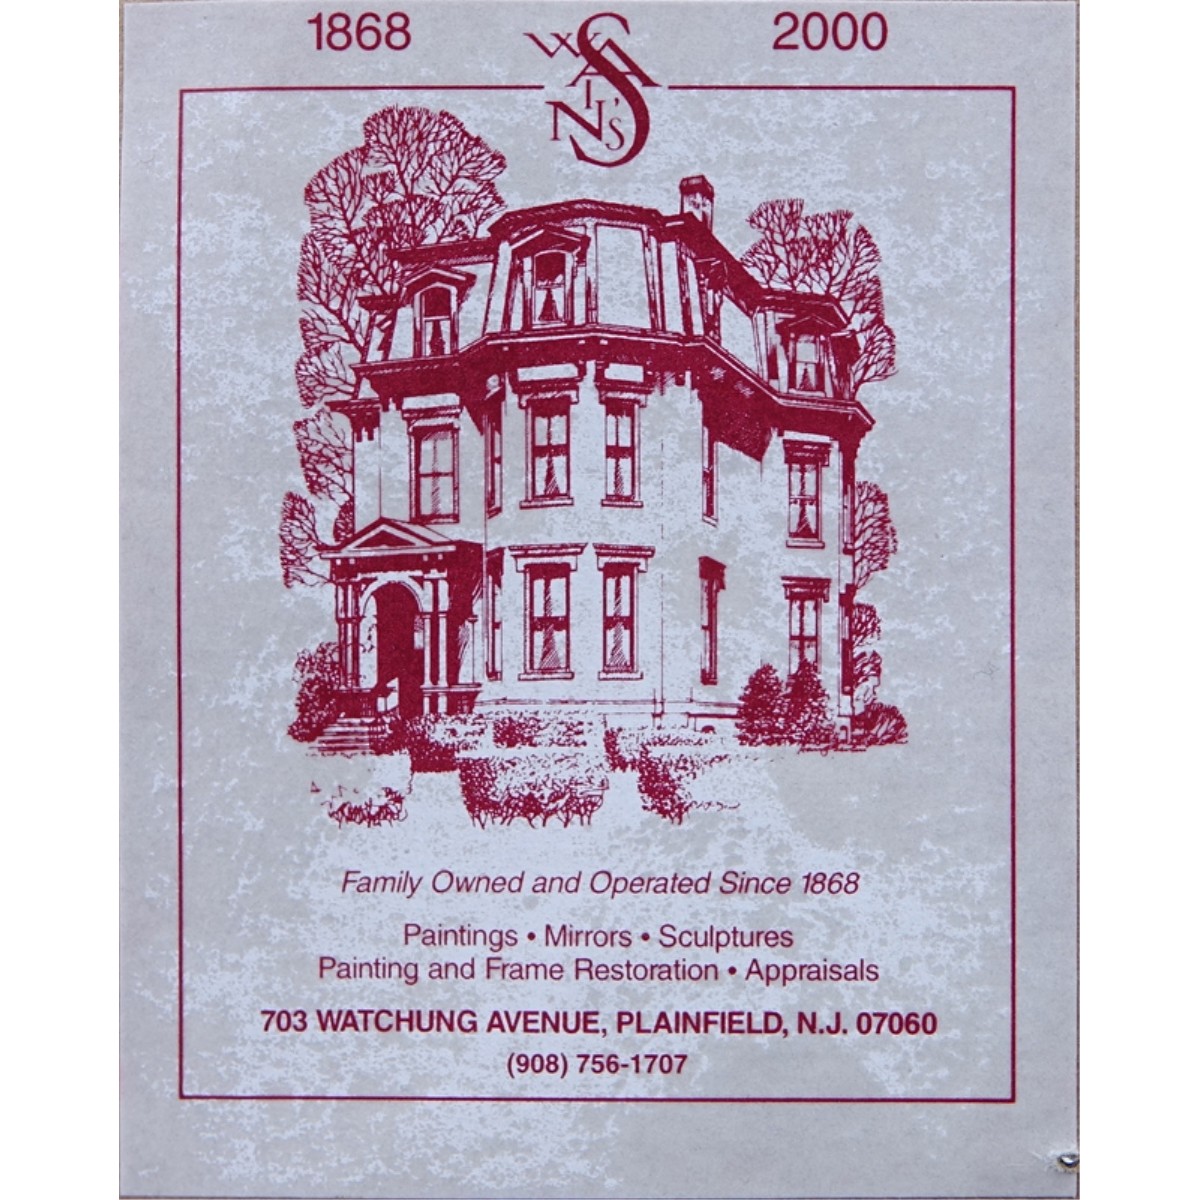 1868 2000
SWAIN'S
Family Owned and Operated Since 1868
Paintings • Mirrors • Sculptures
Painting and Frame Restoration • Appraisals
703 WATCHUNG AVENUE, PLAINFIELD, N.J. 07060
(908) 756-1707